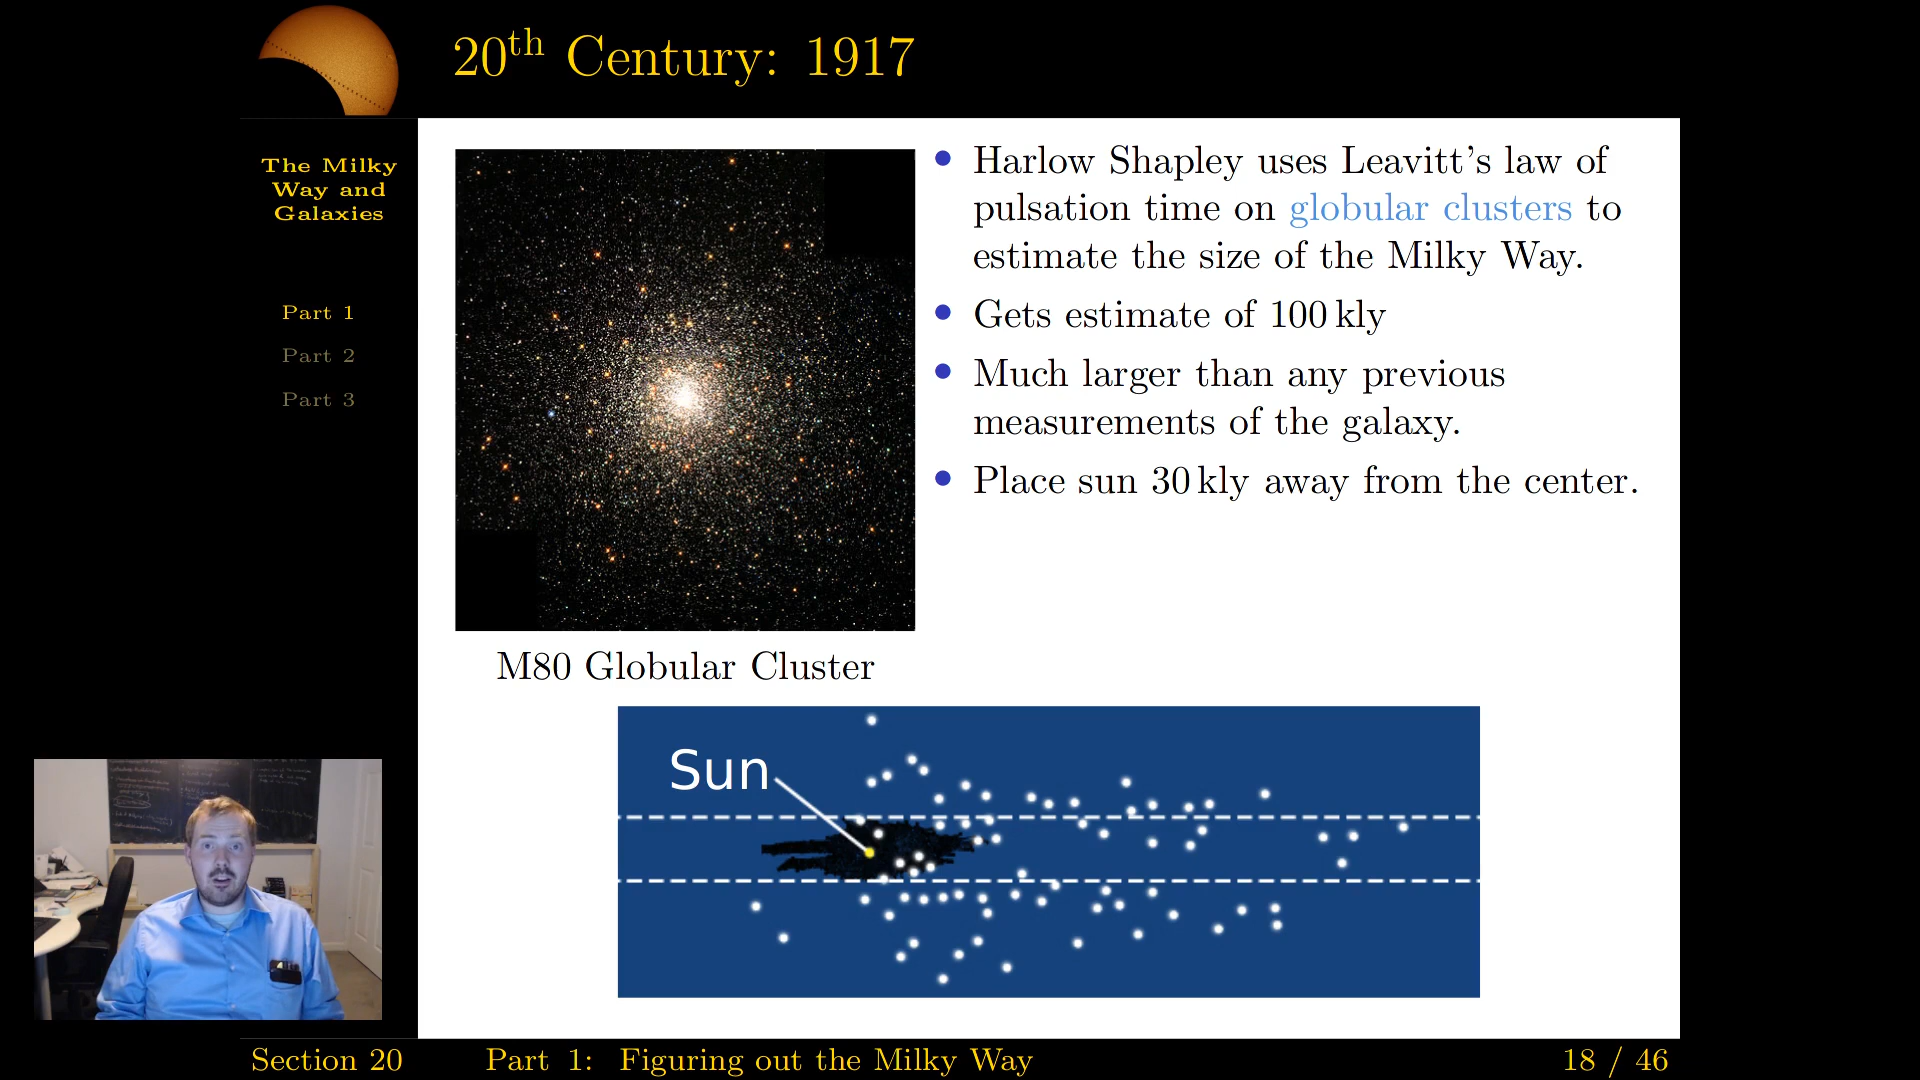 20th Century: 1917
The Milky
Way and
Galaxies
Part 1
Part 2
Part 3
• Harlow Shapley uses Leavitt's law of
pulsation time on globular clusters to
estimate the size of the Milky Way.
• Gets estimate of 100 kly
• Much larger than any previous
measurements of the galaxy.
• Place sun 30 kly away from the center.
M80 Globular Cluster
Sun
Section 20
Part 1: Figuring out the Milky Way
18 / 46